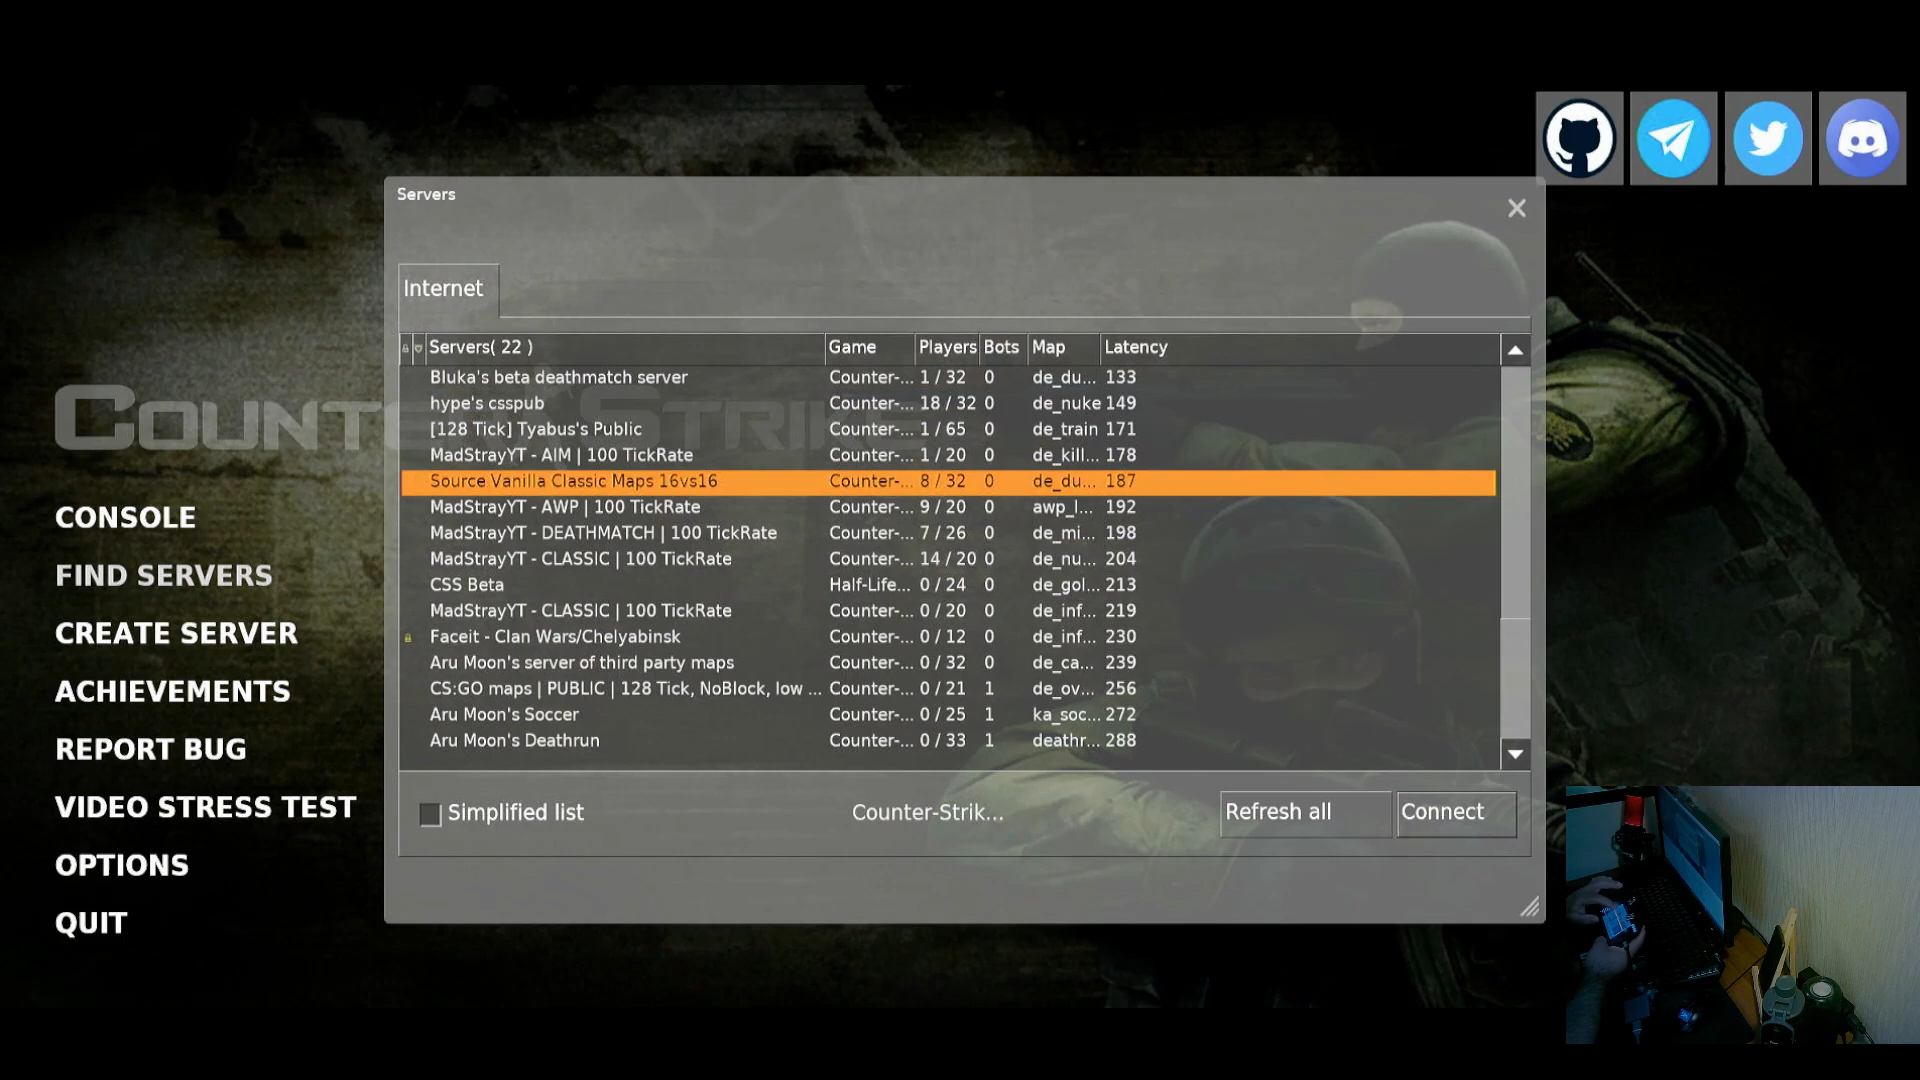 Servers
Internet
Servers( 22 ) Game Players Bots Map Latency
Bluka's beta deathmatch server Counter-... 1 / 32 0 de_du... 133
hype's csspub Counter-... 18 / 32 0 de_nuke 149
[128 Tick] Tyabus's Public Counter-... 1 / 65 0 de_train 171
MadStrayYT - AIM | 100 TickRate Counter-... 1 / 20 0 de_kill... 178
Source Vanilla Classic Maps 16vs16 Counter-... 8 / 32 0 de_du... 187
MadStrayYT - AWP | 100 TickRate Counter-... 9 / 20 0 awp_l... 192
MadStrayYT - DEATHMATCH | 100 TickRate Counter-... 7 / 26 0 de_mi... 198
MadStrayYT - CLASSIC | 100 TickRate Counter-... 14 / 20 0 de_nu... 204
CSS Beta Half-Life... 0 / 24 0 de_gol... 213
MadStrayYT - CLASSIC | 100 TickRate Counter-... 0 / 20 0 de_inf... 219
Faceit - Clan Wars/Chelyabinsk Counter-... 0 / 12 0 de_inf... 230
Aru Moon's server of third party maps Counter-... 0 / 32 0 de_ca... 239
CS:GO maps | PUBLIC | 128 Tick, NoBlock, low ... Counter-... 0 / 21 1 de_ov... 256
Aru Moon's Soccer Counter-... 0 / 25 1 ka_soc... 272
Aru Moon's Deathrun Counter-... 0 / 33 1 deathr... 288
Simplified list
Counter-Strik...
Refresh all
Connect
COUNTER STRIK
CONSOLE
FIND SERVERS
CREATE SERVER
ACHIEVEMENTS
REPORT BUG
VIDEO STRESS TEST
OPTIONS
QUIT